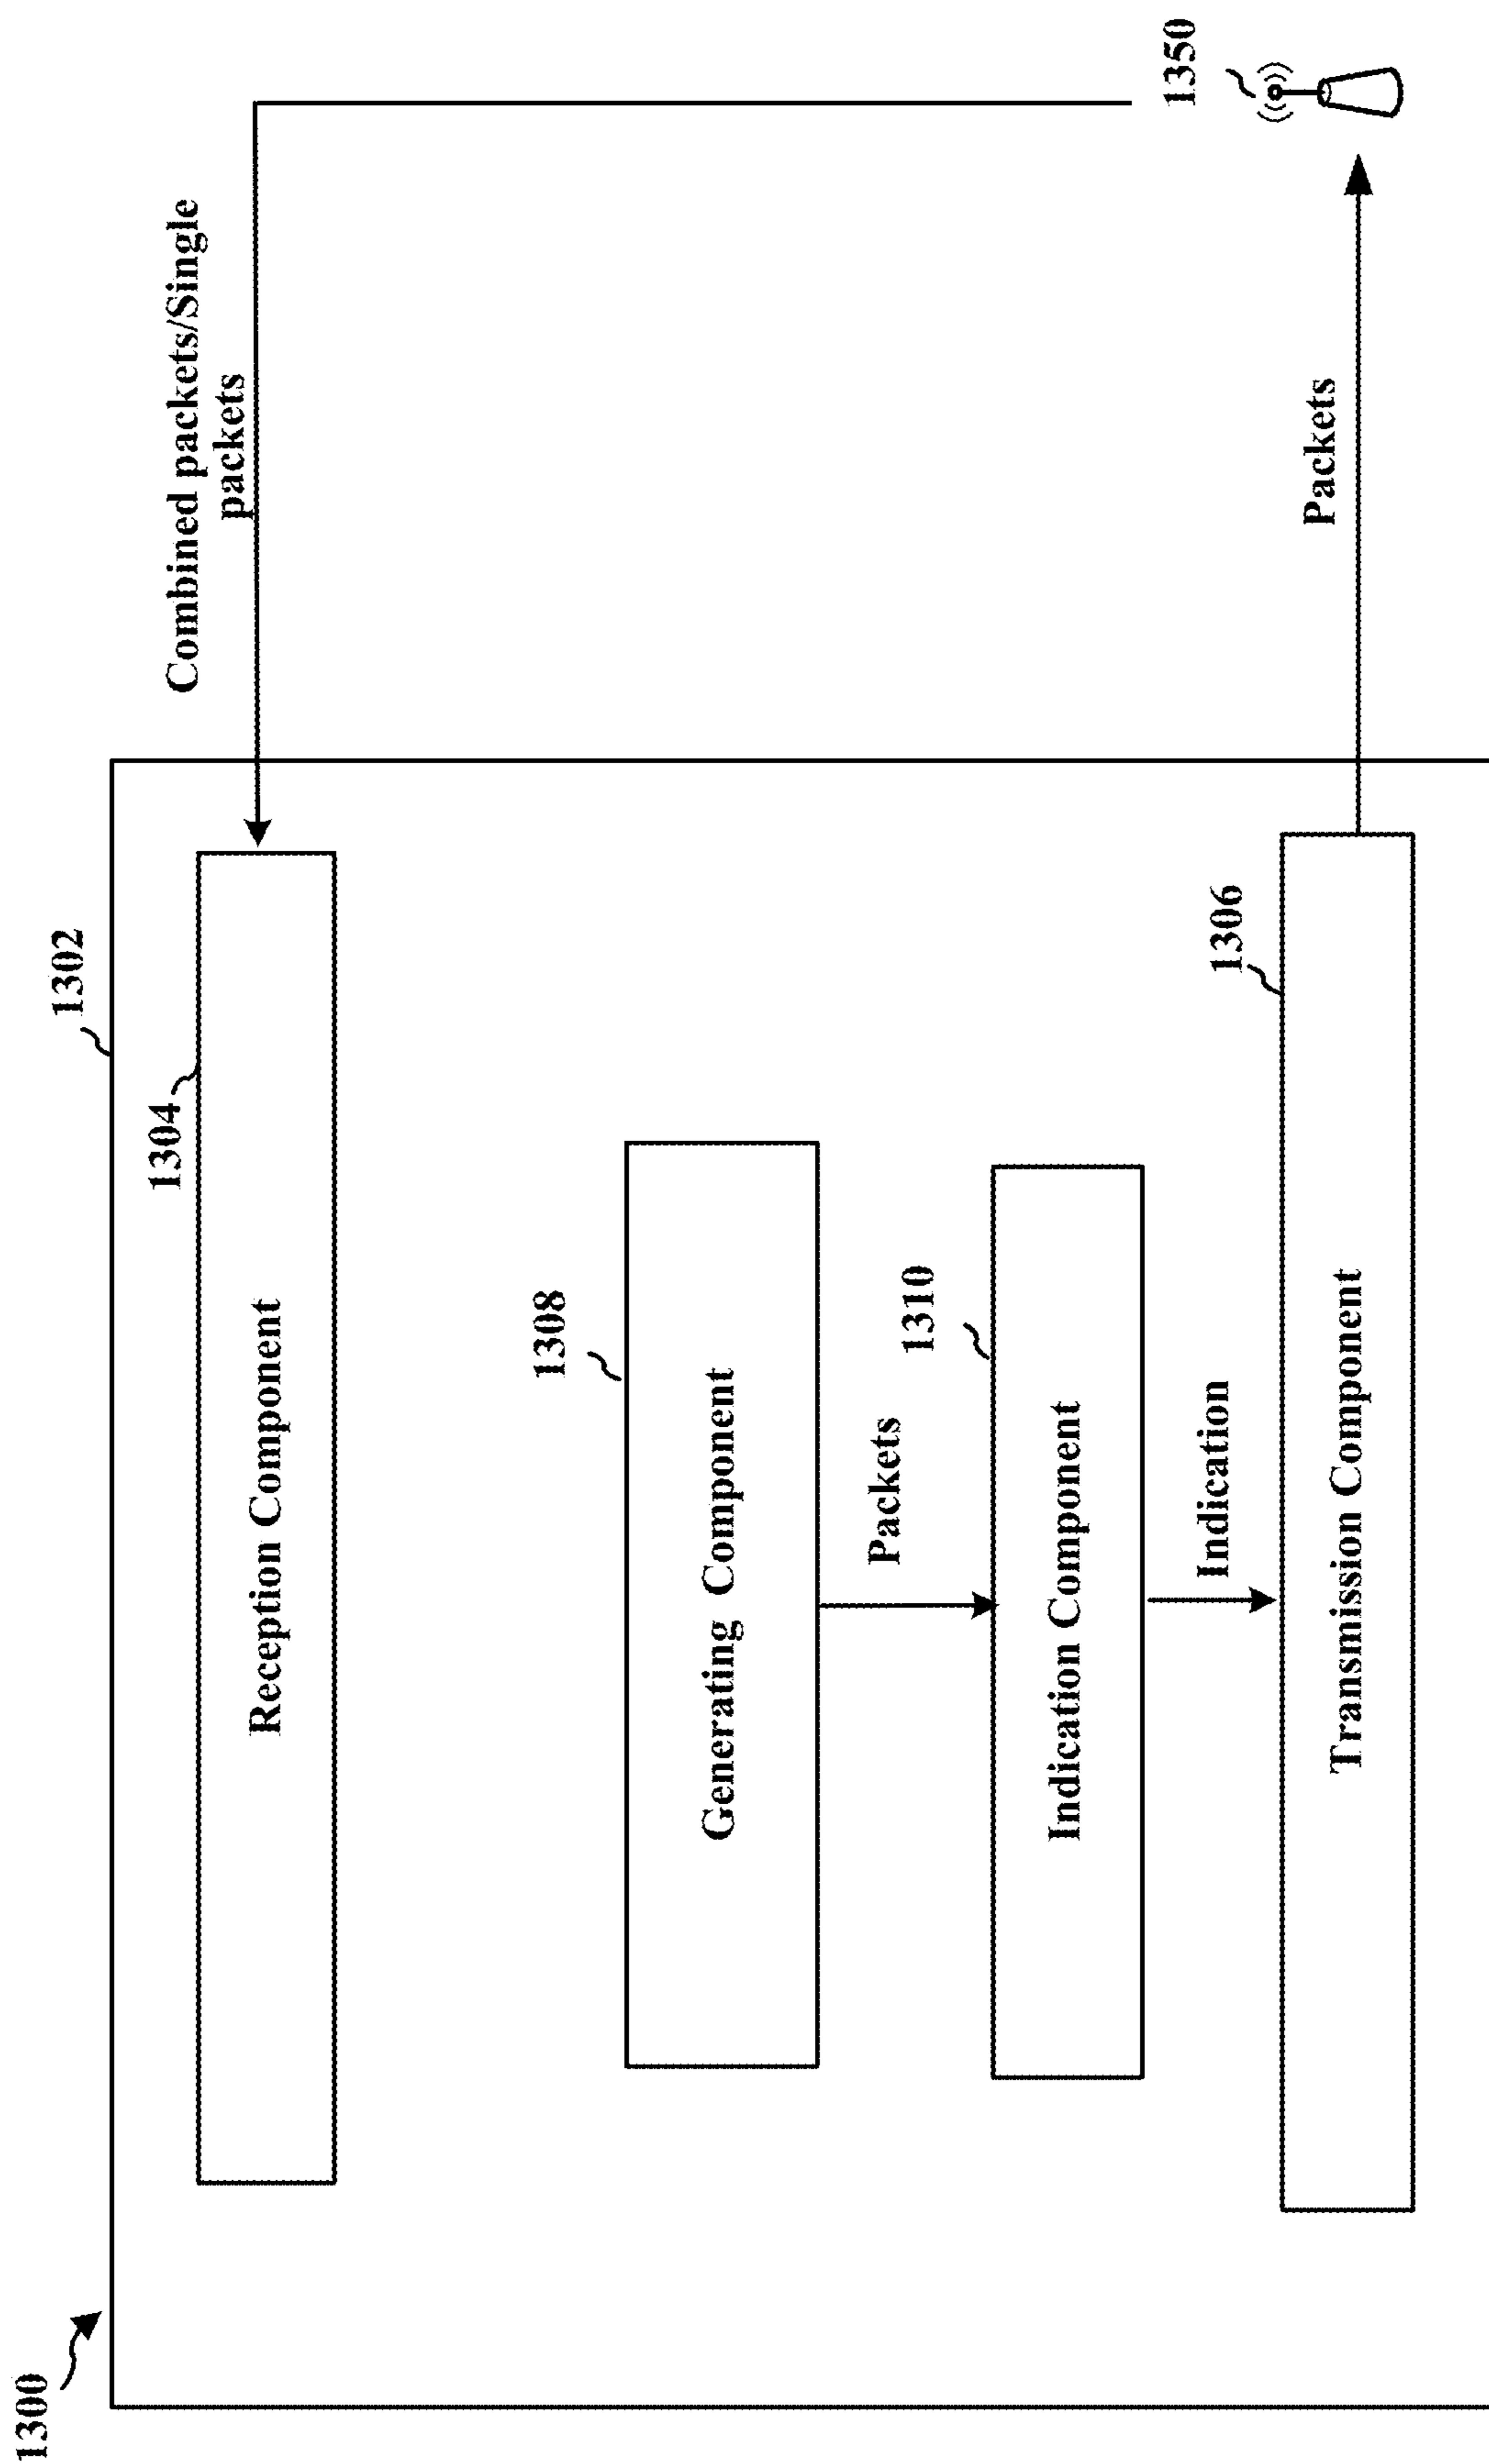 1300
1302
1304
Reception Component
Combined packets/Single
packets
1308
Generating Component
Packets
1310
Indication Component
Indication
1306
Transmission Component
Packets
1350